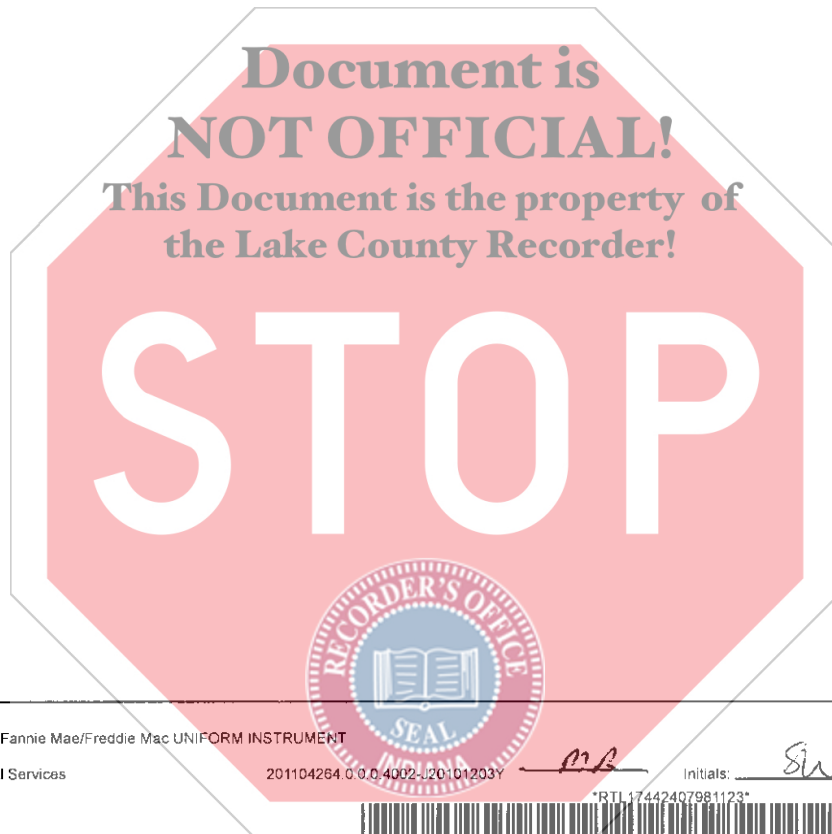 Document is
NOT OFFICIAL!
This Document is the property of
the Lake County Recorder!
STOP
RECORDER'S OFFICE
SEAL
INDIANA
Fannie Mae/Freddie Mac UNIFORM INSTRUMENT
l Services 201104264.0.0.0.4002-J20101203Y Initials:
*RTL17442407981123*